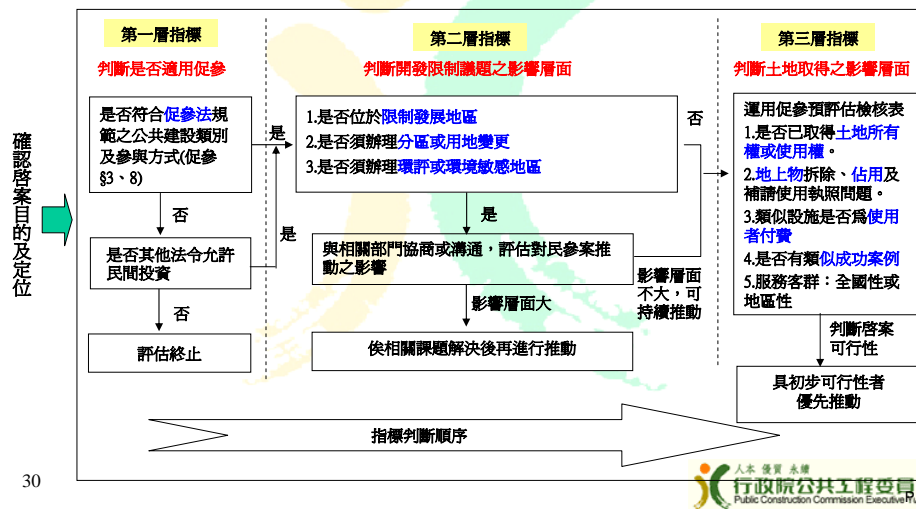 確認啟案目的及定位
第一層指標
判斷是否適用促參
是否符合促參法規
範之公共建設類別
及參與方式(促參
§3、8)
是
否
是否其他法令允許
民間投資
是
否
評估終止
第二層指標
判斷開發限制議題之影響層面
1.是否位於限制發展地區
2.是否須辦理分區或用地變更
3.是否須辦理環評或環境敏感地區
否
是
與相關部門協商或溝通，評估對民參案推
動之影響
影響層面大
影響層面
不大，可
持續推動
俟相關課題解決後再進行推動
第三層指標
判斷土地取得之影響層面
運用促參預評估檢核表
1.是否已取得土地所有
權或使用權。
2.地上物拆除、佔用及
補請使用執照問題。
3.類似設施是否為使用
者付費
4.是否有類似成功案例
5.服務客群：全國性或
地區性
判斷啟案
可行性
具初步可行性者
優先推動
指標判斷順序
30
人本 優質 永續
行政院公共工程委員
Public Construction Commission Executive